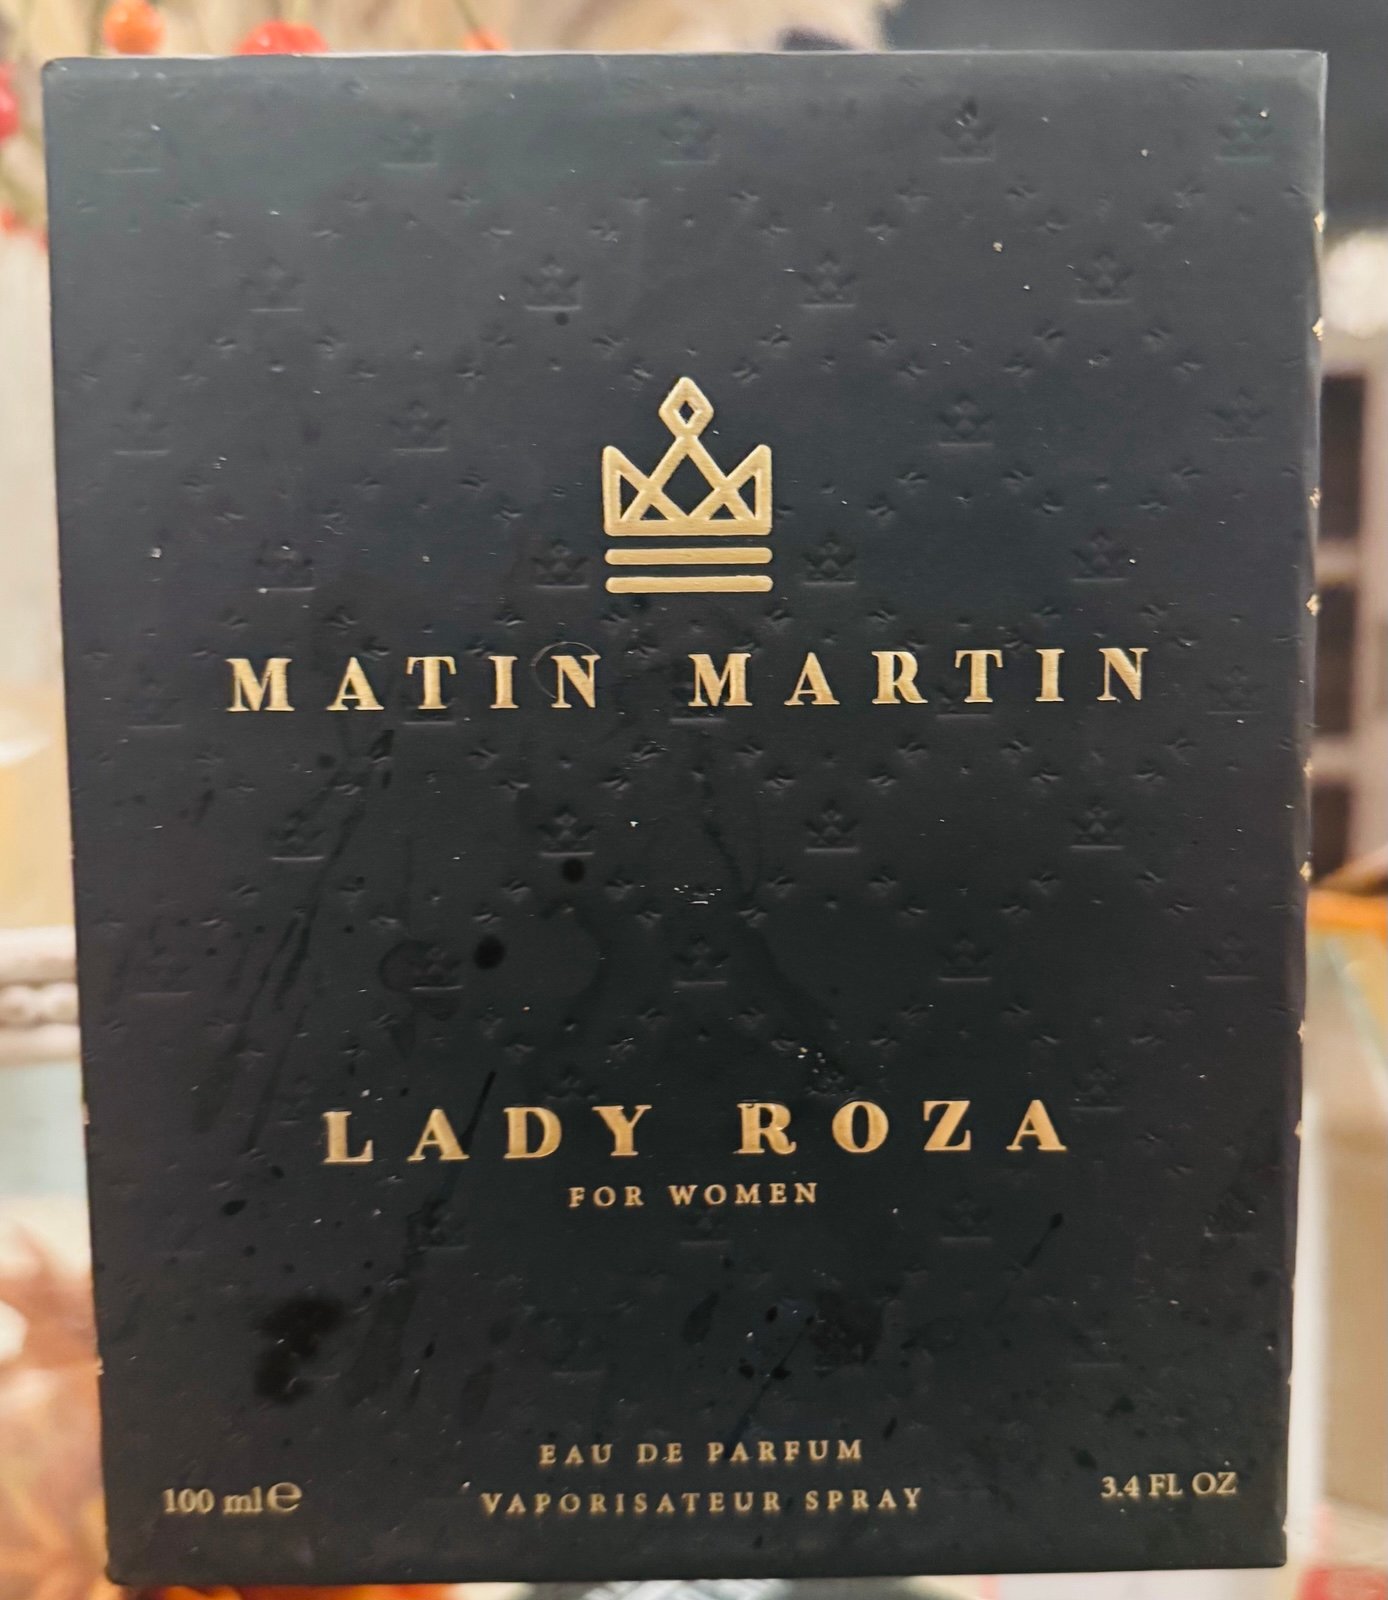 MATIN MARTIN
LADY ROZA
FOR WOMEN
EAU DE PARFUM
100 ml℮ VAPORISATEUR SPRAY 3.4 FL OZ